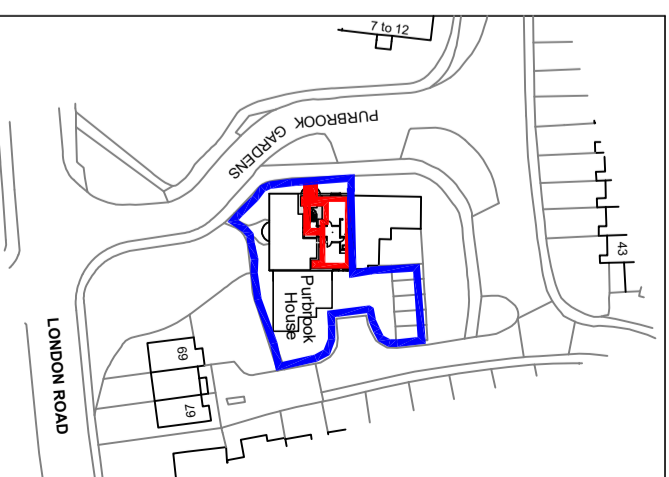 7 to 12
PURBROOK GARDENS
43
Purbrook
House
LONDON ROAD
69
67